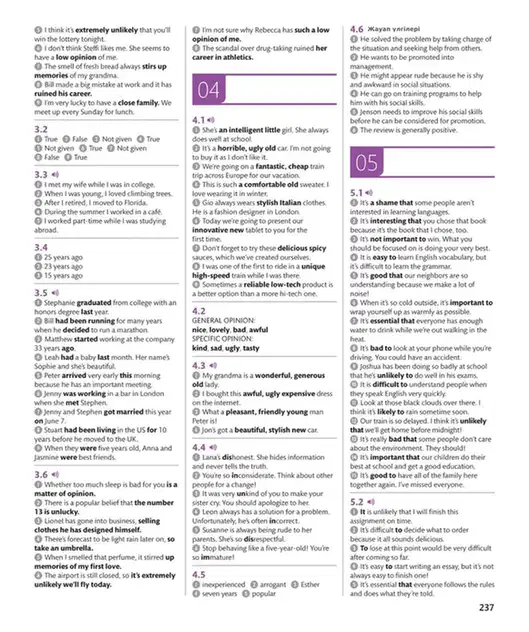 5 I think it's extremely unlikely that you'll
win the lottery tonight.
6 I don't think Steffi likes me. She seems to
have a low opinion of me.
7 The smell of fresh bread always stirs up
memories of my grandma.
8 Bill made a big mistake at work and it has
ruined his career.
9 I'm very lucky to have a close family. We
meet up every Sunday for lunch.
3.2
1 True 2 False 3 Not given 4 True
5 Not given 6 True 7 Not given
8 False 9 True
3.3
1 I met my wife while I was in college.
2 When I was young, I loved climbing trees.
3 After I retired, I moved to Florida.
4 During the summer I worked in a café.
5 I worked part-time while I was studying
abroad.
3.4
1 25 years ago
2 23 years ago
3 15 years ago
3.5
1 Stephanie graduated from college with an
honors degree last year.
2 Bill had been running for many years
when he decided to run a marathon.
3 Matthew started working at the company
33 years ago.
4 Leah had a baby last month. Her name's
Sophie and she's beautiful.
5 Peter arrived very early this morning
because he has an important meeting.
6 Jenny was working in a bar in London
when she met Stephen.
7 Jenny and Stephen got married this year
on June 7.
8 Stuart had been living in the US for 10
years before he moved to the UK.
9 When they were five years old, Anna and
Jasmine were best friends.
3.6
1 Whether too much sleep is bad for you is a
matter of opinion.
2 There is a popular belief that the number
13 is unlucky.
3 Lionel has gone into business, selling
clothes he has designed himself.
4 There's forecast to be light rain later on, so
take an umbrella.
5 When I smelled that perfume, it stirred up
memories of my first love.
6 The airport is still closed, so it's extremely
unlikely we'll fly today.
7 I'm not sure why Rebecca has such a low
opinion of me.
8 The scandal over drug-taking ruined her
career in athletics.
04
4.1
1 She's an intelligent little girl. She always
does well at school.
2 It's a horrible, ugly old car. I'm not going
to buy it as I don't like it.
3 We're going on a fantastic, cheap train
trip across Europe for our vacation.
4 This is such a comfortable old sweater. I
love wearing it in winter.
5 Gio always wears stylish Italian clothes.
He is a fashion designer in London.
6 Today we're going to present our
innovative new tablet to you for the
first time.
7 Don't forget to try these delicious spicy
sauces, which we've created ourselves.
8 I was one of the first to ride in a unique
high-speed train while I was there.
9 Sometimes a reliable low-tech product is
a better option than a more hi-tech one.
4.2
GENERAL OPINION:
nice, lovely, bad, awful
SPECIFIC OPINION:
kind, sad, ugly, tasty
4.3
1 My grandma is a wonderful, generous
old lady.
2 I bought this awful, ugly expensive dress
on the internet.
3 What a pleasant, friendly young man
Peter is!
4 Jon's got a beautiful, stylish new car.
4.4
1 Lana's dishonest. She hides information
and never tells the truth.
2 You're so inconsiderate. Think about other
people for a change!
3 It was very unkind of you to make your
sister cry. You should apologize to her.
4 Leon always has a solution for a problem.
Unfortunately, he's often incorrect.
5 Susanne is always being rude to her
parents. She's so disrespectful.
6 Stop behaving like a five-year-old! You're
so immature!
4.5
1 inexperienced 2 arrogant 3 Esther
4 seven years 5 popular
4.6 Жауап үлгілері
1 He solved the problem by taking charge of
the situation and seeking help from others.
2 He wants to be promoted into
management.
3 He might appear rude because he is shy
and awkward in social situations.
4 He can go on training programs to help
him with his social skills.
5 Jenson needs to improve his social skills
before he can be considered for promotion.
6 The review is generally positive.
05
5.1
1 It's a shame that some people aren't
interested in learning languages.
2 It's interesting that you chose that book
because it's the book that I chose, too.
3 It's not important to win. What you
should be focused on is doing your best.
4 It is easy to learn English vocabulary, but
it's difficult to learn the grammar.
5 It's good that our neighbors are so
understanding because we make a lot of
noise!
6 When it's so cold outside, it's important to
wrap yourself up as warmly as possible.
7 It's essential that everyone has enough
water to drink while we're out walking in the
heat.
8 It's bad to look at your phone while you're
driving. You could have an accident.
9 Joshua has been doing so badly at school
that he's unlikely to do well in his exams.
10 It is difficult to understand people when
they speak English very quickly.
11 Look at those black clouds over there. I
think it's likely to rain sometime soon.
12 Our train is so delayed. I think it's unlikely
that we'll get home before midnight!
13 It's really bad that some people don't care
about the environment. They should!
14 It's important that our children do their
best at school and get a good education.
15 It's good to have all of the family here
together again. I've missed everyone.
5.2
1 It is unlikely that I will finish this
assignment on time.
2 It's difficult to decide what to order
because it all sounds delicious.
3 To lose at this point would be very difficult
after coming so far.
4 It's easy to start writing an essay, but it's not
always easy to finish one!
5 It's essential that everyone follows the rules
and does what they're told.
237